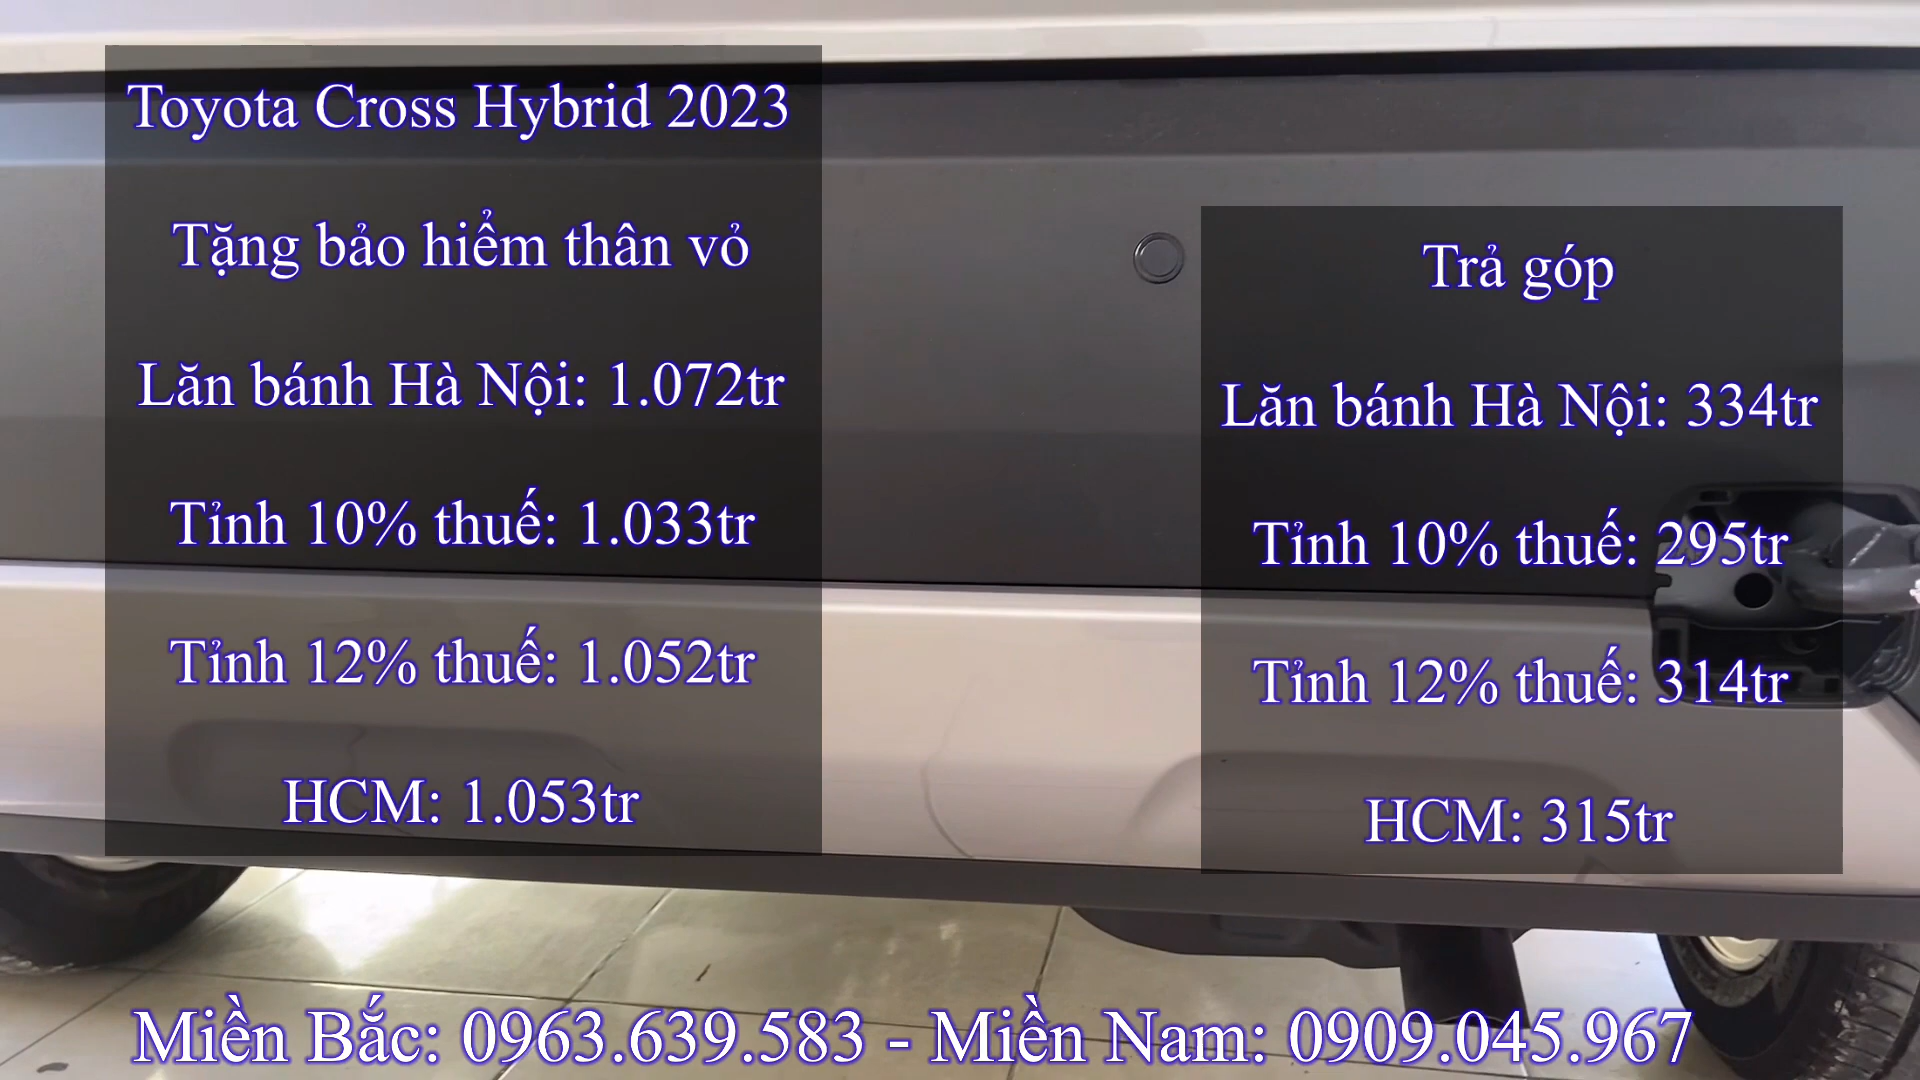 Toyota Cross Hybrid 2023
Tặng bảo hiểm thân vỏ
Lăn bánh Hà Nội: 1.072tr
Tỉnh 10% thuế: 1.033tr
Tỉnh 12% thuế: 1.052tr
HCM: 1.053tr
Trả góp
Lăn bánh Hà Nội: 334tr
Tỉnh 10% thuế: 295tr
Tỉnh 12% thuế: 314tr
HCM: 315tr
Miền Bắc: 0963.639.583 - Miền Nam: 0909.045.967